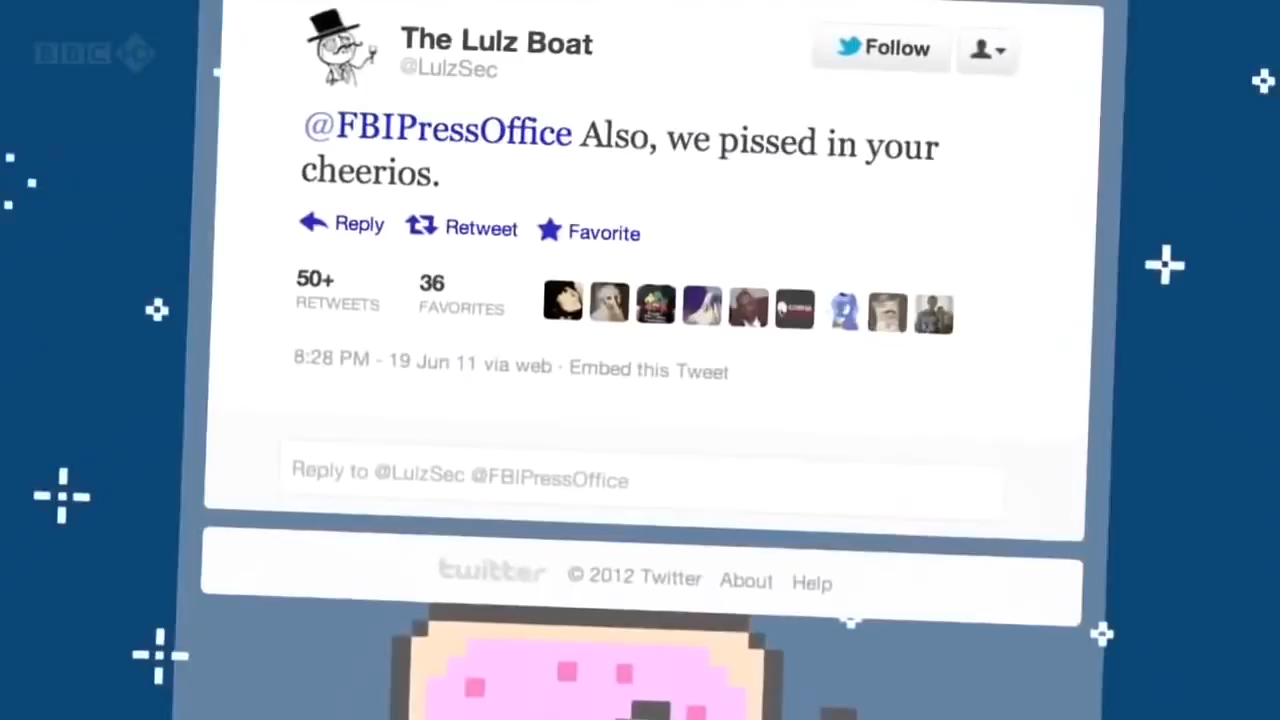 BBC
The Lulz Boat
@LulzSec
Follow
@FBIPressOffice Also, we pissed in your
cheerios.
Reply Retweet Favorite
50+ 36
RETWEETS FAVORITES
8:28 PM - 19 Jun 11 via web · Embed this Tweet
Reply to @LulzSec @FBIPressOffice
twitter © 2012 Twitter About Help